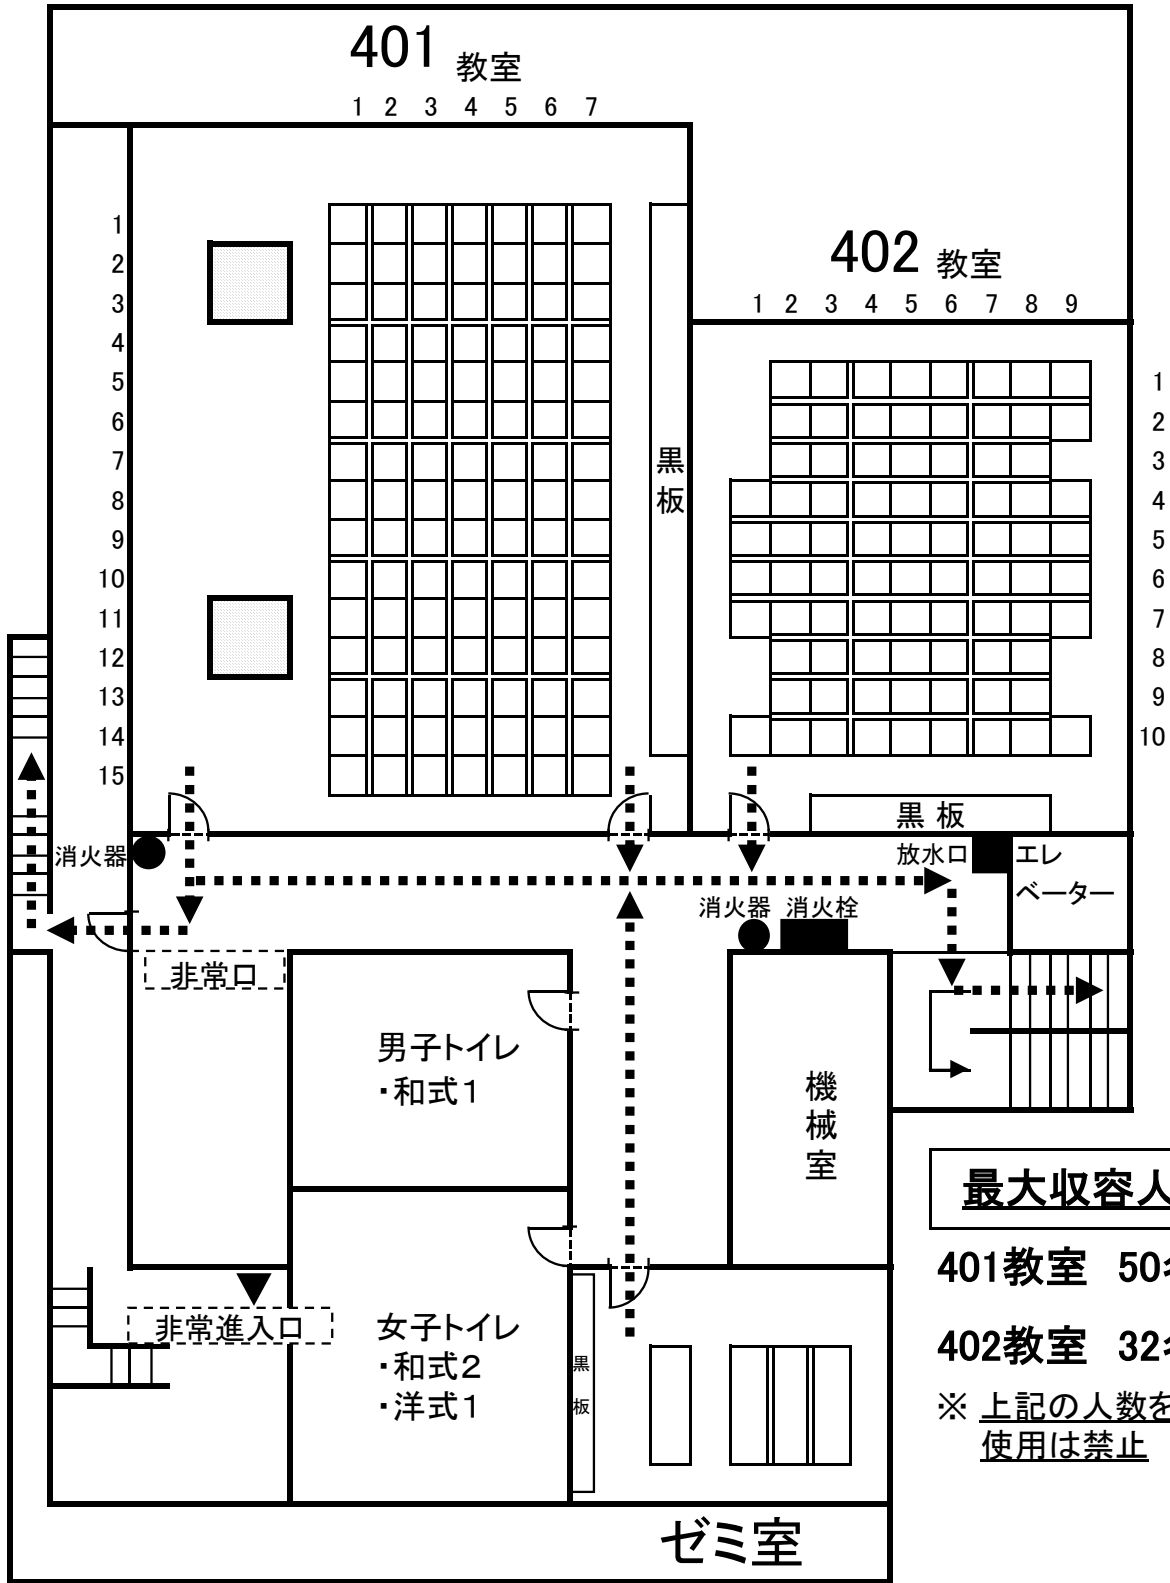 401 教室
1 2 3 4 5 6 7
1
2
3
4
5
6
7
8
9
10
11
12
13
14
15
黒板
402 教室
1 2 3 4 5 6 7 8 9
1
2
3
4
5
6
7
8
9
10
黒板
消火器
放水口
エレ
ベーター
消火器 消火栓
非常口
男子トイレ
・和式1
機械室
女子トイレ
・和式2
・洋式1
非常進入口
黒板
ゼミ室
最大収容人
401教室 50名
402教室 32名
※ 上記の人数を
使用は禁止